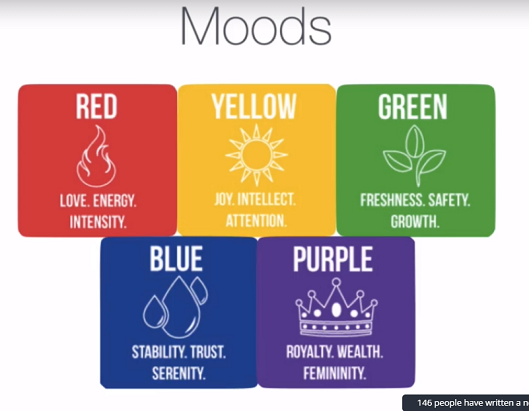 Moods
RED
LOVE. ENERGY.
INTENSITY.
YELLOW
JOY. INTELLECT.
ATTENTION.
GREEN
FRESHNESS. SAFETY.
GROWTH.
BLUE
STABILITY. TRUST.
SERENITY.
PURPLE
ROYALTY. WEALTH.
FEMININITY.
146 people have written a